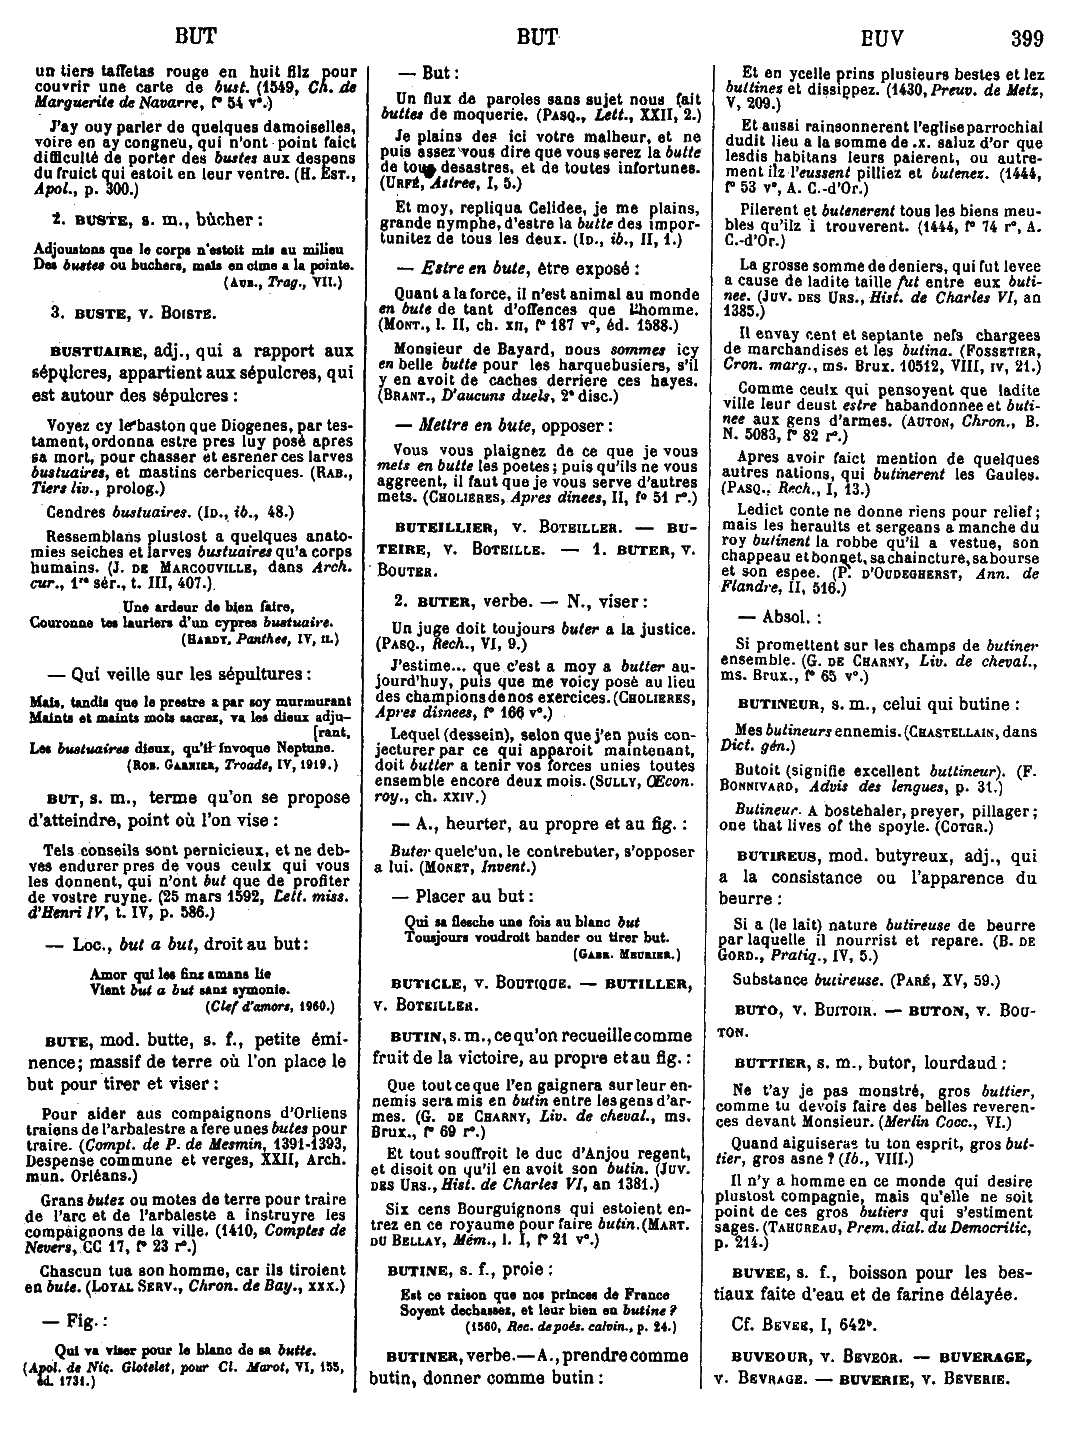 BUT
BUT
BUV
399
un tiers taffetas rouge en huit filz pour
couvrir une carte de bust. (1549, Ch. de
Marguerite de Navarre, f° 54 v°.)
J'ay ouy parler de quelques damoiselles,
voire en ay congneu, qui n'ont point faict
difficulté de porter des bustes aux despens
du fruict qui estoit en leur ventre. (H. EST.,
Apol., p. 300.)
2. BUSTE, s. m., bûcher :
Adjoustons que le corps n'estoit mis au milieu
Des bustes ou buchers, mais en cime a la pointe.
(AUB., Trag., VII.)
3. BUSTE, v. BOISTE.
BUSTUAIRE, adj., qui a rapport aux
sépulcres, appartient aux sépulcres, qui
est autour des sépulcres :
Voyez cy le baston que Diogenes, par tes-
tament, ordonna estre pres luy posé apres
sa mort, pour chasser et esrener ces larves
bustuaires, et mastins cerbericques. (RAB.,
Tiers liv., prolog.)
Cendres bustuaires. (ID., ib., 48.)
Ressemblans plustost a quelques anato-
mies seiches et larves bustuaires qu'a corps
humains. (J. DE MARCOUVILLE, dans Arch.
cur., 1re sér., t. III, 407.)
Une ardeur de bien faire,
Couronne tes lauriers d'un cypres bustuaire.
(HARDY, Panthee, IV, II.)
— Qui veille sur les sépultures :
Mais, tandis que le prestre a par soy murmurant
Maints et maints mots sacrez, va les dieux adju-
[rant,
Les bustuaires dieux, qu'il invoque Neptune.
(ROB. GARNIER, Troade, IV, 1919.)
BUT, s. m., terme qu'on se propose
d'atteindre, point où l'on vise :
Tels conseils sont pernicieux, et ne deb-
ves endurer pres de vous ceulx qui vous
les donnent, qui n'ont but que de profiter
de vostre ruyne. (25 mars 1592, Lett. miss.
d'Henri IV, t. IV, p. 586.)
— Loc., but a but, droit au but :
Amor qui les fins amans lie
Vient but a but sans symonie.
(Clef d'amors, 1960.)
BUTE, mod. butte, s. f., petite émi-
nence; massif de terre où l'on place le
but pour tirer et viser :
Pour aider aus compaignons d'Orliens
traiens de l'arbalestre a fere unes butes pour
traire. (Compt. de P. de Mesmin, 1391-1393,
Despense commune et verges, XXII, Arch.
mun. Orléans.)
Grans butez ou motes de terre pour traire
de l'arc et de l'arbaleste a instruyre les
compaignons de la ville. (1410, Comptes de
Nevers, CC 17, f° 23 r°.)
Chascun tua son homme, car ils tiroient
en bute. (LOYAL SERV., Chron. de Bay., XXX.)
— Fig. :
Qui va viser pour le blanc de sa butte.
(Apol. de Niç. Glotelet, pour Cl. Marot, VI, 155,
éd. 1731.)
— But :
Un flux de paroles sans sujet nous fait
buttes de moquerie. (PASQ., Lett., XXII, 2.)
Je plains des ici votre malheur, et ne
puis assez vous dire que vous serez la butte
de tous desastres, et de toutes infortunes.
(URFÉ, Astree, I, 5.)
Et moy, repliqua Celidee, je me plains,
grande nymphe, d'estre la butte des impor-
tunitez de tous les deux. (ID., ib., II, 1.)
— Estre en bute, être exposé :
Quant a la force, il n'est animal au monde
en bute de tant d'offences que l'homme.
(MONT., l. II, ch. XII, f° 187 v°, éd. 1588.)
Monsieur de Bayard, nous sommes icy
en belle butte pour les harquebusiers, s'il
y en avoit de caches derriere ces hayes.
(BRANT., D'aucuns duels, 2e disc.)
— Mettre en bute, opposer :
Vous vous plaignez de ce que je vous
mets en butte les poetes; puis qu'ils ne vous
aggreent, il faut que je vous serve d'autres
mets. (CHOLIERES, Apres dinees, II, f° 51 r°.)
BUTEILLIER, v. BOTEILLER. — BU-
TEIRE, v. BOTEILLE. — 1. BUTER, v.
BOUTER.
2. BUTER, verbe. — N., viser :
Un juge doit toujours buter a la justice.
(PASQ., Rech., VI, 9.)
J'estime... que c'est a moy a butter au-
jourd'huy, puis que me voicy posé au lieu
des champions de nos exercices. (CHOLIERES,
Apres disnees, f° 166 v°.)
Lequel (dessein), selon que j'en puis con-
jecturer par ce qui apparoit maintenant,
doit butter a tenir vos forces unies toutes
ensemble encore deux mois. (SULLY, Œcon.
roy., ch. XXIV.)
— A., heurter, au propre et au fig. :
Buter quelc'un, le contrebuter, s'opposer
a lui. (MONET, Invent.)
— Placer au but :
Qui sa flesche une fois au blanc but
Tousjours voudroit bander ou tirer but.
(GABR. MEURIER.)
BUTICLE, v. BOUTIQUE. — BUTILLER,
v. BOTEILLER.
BUTIN, s. m., ce qu'on recueille comme
fruit de la victoire, au propre et au fig. :
Que tout ce que l'en gaignera sur leur en-
nemis sera mis en butin entre les gens d'ar-
mes. (G. DE CHARNY, Liv. de cheval., ms.
Brux., f° 69 r°.)
Et tout souffroit le duc d'Anjou regent,
et disoit on qu'il en avoit son butin. (JUV.
DES URS., Hist. de Charles VI, an 1381.)
Six cens Bourguignons qui estoient en-
trez en ce royaume pour faire butin. (MART.
DU BELLAY, Mém., l. I, f° 21 v°.)
BUTINE, s. f., proie :
Est ce raison que nos princes de France
Soyent dechassez, et leur bien en butine ?
(1560, Rec. de poés. calvin., p. 24.)
BUTINER, verbe. — A., prendre comme
butin, donner comme butin :
Et en ycelle prins plusieurs bestes et lez
buttinez et dissippez. (1430, Preuv. de Metz,
V, 209.)
Et aussi rainsonnerent l'eglise parrochial
dudit lieu a la somme de .x. saluz d'or que
lesdis habitans leurs paierent, ou autre-
ment ilz l'eussent pilliez et butenez. (1444,
f° 53 v°, A. C.-d'Or.)
Pilerent et butenerent tous les biens meu-
bles qu'ilz i trouverent. (1444, f° 74 r°, A.
C.-d'Or.)
La grosse somme de deniers, qui fut levee
a cause de ladite taille fut entre eux buti-
nee. (JUV. DES URS., Hist. de Charles VI, an
1385.)
Il envay cent et septante nefs chargees
de marchandises et les butina. (FOSSETIER,
Cron. marg., ms. Brux. 10512, VIII, IV, 21.)
Comme ceulx qui pensoyent que ladite
ville leur deust estre habandonnee et buti-
nee aux gens d'armes. (AUTON, Chron., B.
N. 5083, f° 82 r°.)
Apres avoir faict mention de quelques
autres nations, qui butinerent les Gaules.
(PASQ., Rech., I, 13.)
Ledict conte ne donne riens pour relief;
mais les heraults et sergeans a manche du
roy butinent la robbe qu'il a vestue, son
chappeau et bonnet, sa chaincture, sa bourse
et son espee. (P. D'OUDEGHERST, Ann. de
Flandre, II, 516.)
— Absol. :
Si promettent sur les champs de butiner
ensemble. (G. DE CHARNY, Liv. de cheval.,
ms. Brux., f° 65 v°.)
BUTINEUR, s. m., celui qui butine :
Mes butineurs ennemis. (CHASTELLAIN, dans
Dict. gén.)
Butoit (signifie excellent buttineur). (F.
BONNIVARD, Advis des lengues, p. 31.)
Butineur. A bostehaler, preyer, pillager;
one that lives of the spoyle. (COTGR.)
BUTIREUS, mod. butyreux, adj., qui
a la consistance ou l'apparence du
beurre :
Si a (le lait) nature butireuse de beurre
par laquelle il nourrist et repare. (B. DE
GORD., Pratiq., IV, 5.)
Substance butireuse. (PARÉ, XV, 59.)
BUTO, v. BUITOIR. — BUTON, v. BOU-
TON.
BUTTIER, s. m., butor, lourdaud :
Ne t'ay je pas monstré, gros buttier,
comme tu devois faire des belles reveren-
ces devant Monsieur. (Merlin Cocc., VI.)
Quand aiguiseras tu ton esprit, gros but-
tier, gros asne ? (Ib., VIII.)
Il n'y a homme en ce monde qui desire
plustost compagnie, mais qu'elle ne soit
point de ces gros butiers qui s'estiment
sages. (TAHUREAU, Prem. dial. du Democritic,
p. 214.)
BUVEE, s. f., boisson pour les bes-
tiaux faite d'eau et de farine délayée.
Cf. BEVEE, I, 642b.
BUVEOUR, v. BEVEOR. — BUVERAGE,
v. BEVRAGE. — BUVERIE, v. BEVERIE.